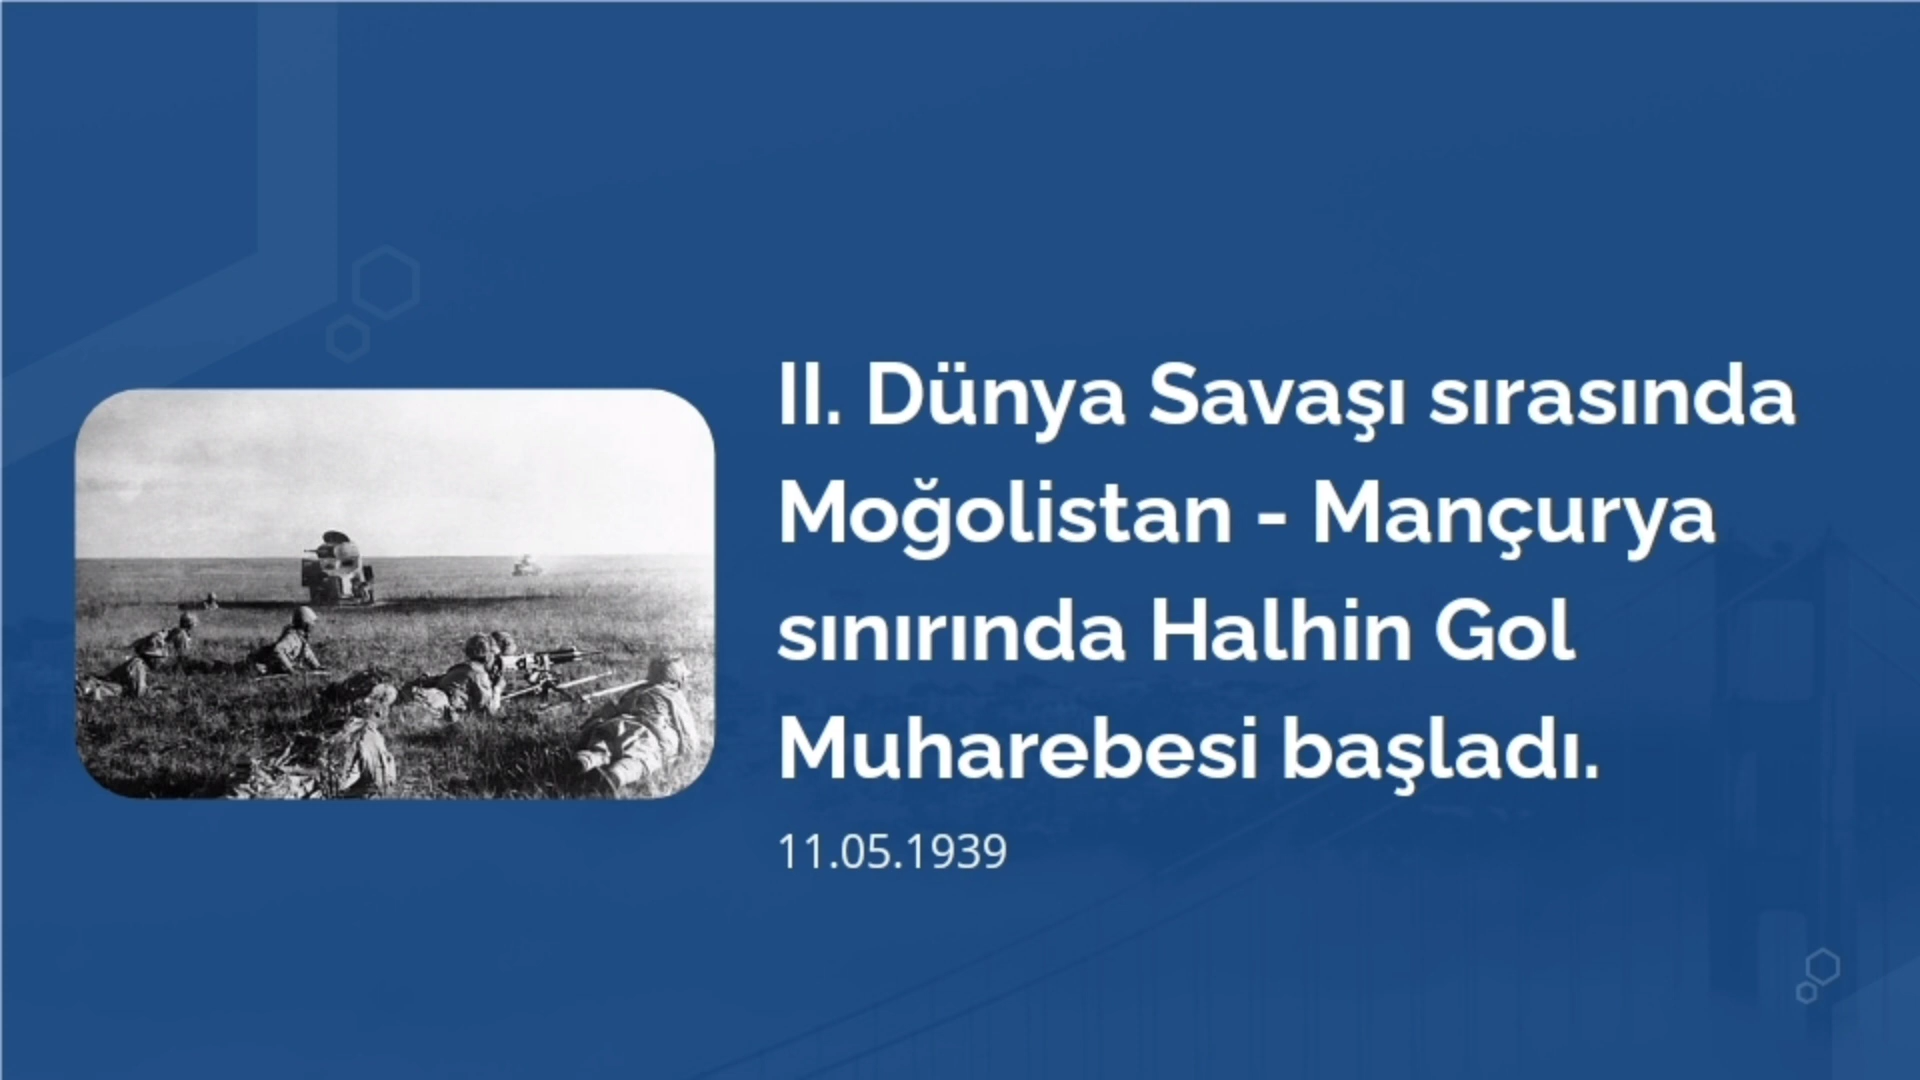 II. Dünya Savaşı sırasında
Moğolistan - Mançurya
sınırında Halhin Gol
Muharebesi başladı.
11.05.1939